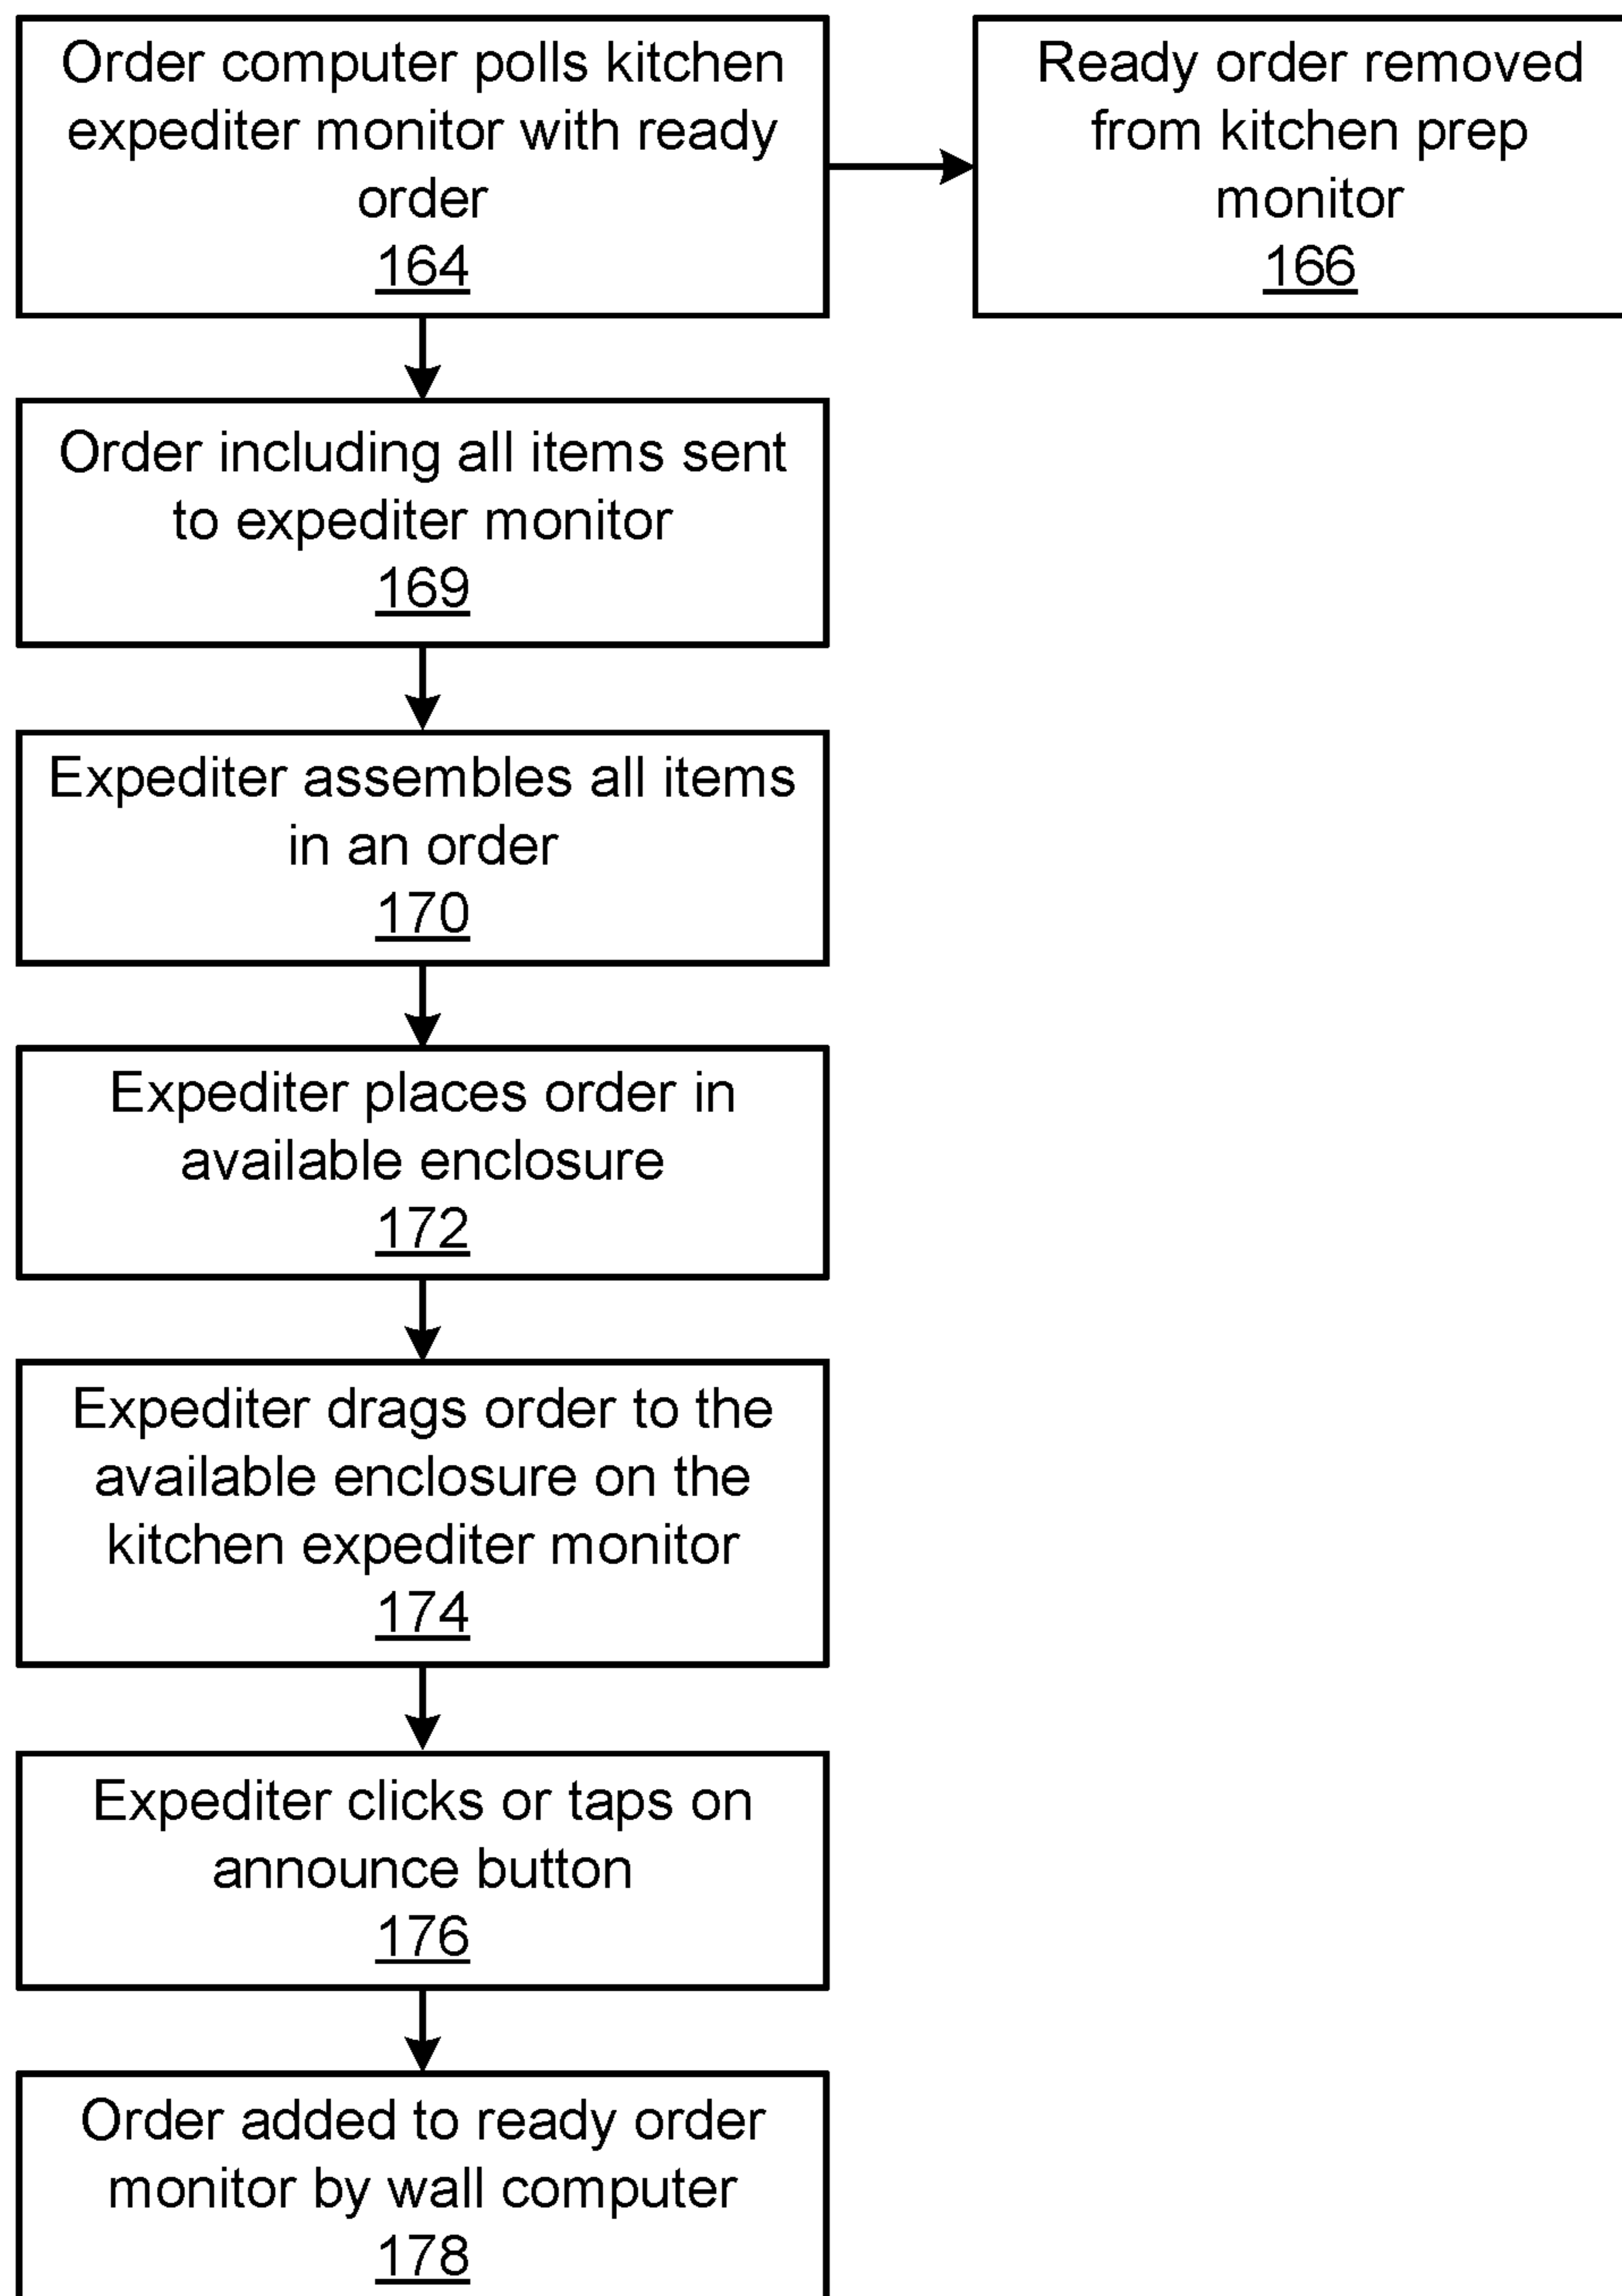 Order computer polls kitchen
expediter monitor with ready
order
164
Ready order removed
from kitchen prep
monitor
166
Order including all items sent
to expediter monitor
169
Expediter assembles all items
in an order
170
Expediter places order in
available enclosure
172
Expediter drags order to the
available enclosure on the
kitchen expediter monitor
174
Expediter clicks or taps on
announce button
176
Order added to ready order
monitor by wall computer
178